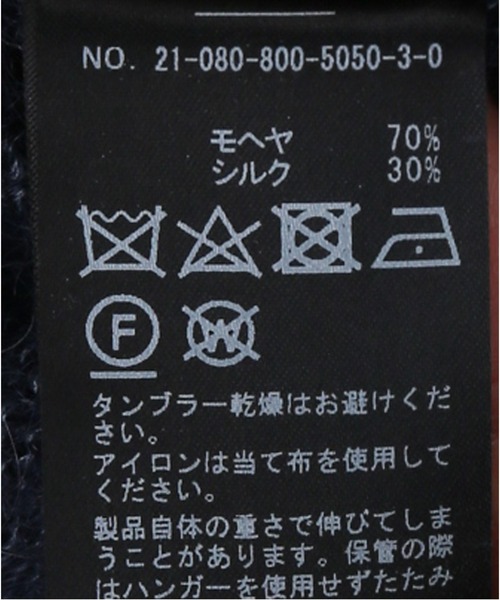 NO. 21-080-800-5050-3-0
モヘヤ 70%
シルク 30%
F W
タンブラー乾燥はお避けくだ
さい。
アイロンは当て布を使用して
ください。
製品自体の重さで伸びてしま
うことがあります。保管の際
はハンガーを使用せずたたみ